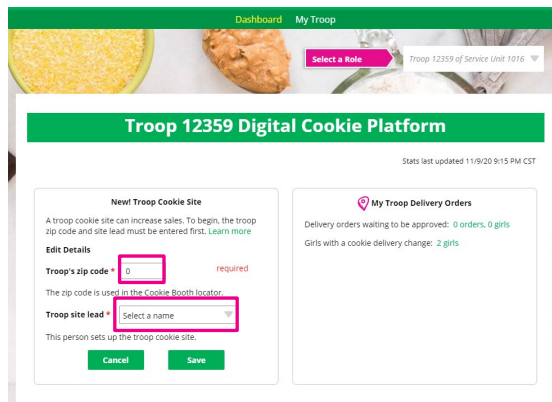 Dashboard My Troop
Select a Role
Troop 12359 of Service Unit 1016
Troop 12359 Digital Cookie Platform
Stats last updated 11/9/20 9:15 PM CST
New! Troop Cookie Site
A troop cookie site can increase sales. To begin, the troop
zip code and site lead must be entered first. Learn more
Edit Details
Troop's zip code * 0 required
The zip code is used in the Cookie Booth locator.
Troop site lead * Select a name
This person sets up the troop cookie site.
Cancel Save
My Troop Delivery Orders
Delivery orders waiting to be approved: 0 orders, 0 girls
Girls with a cookie delivery change: 2 girls